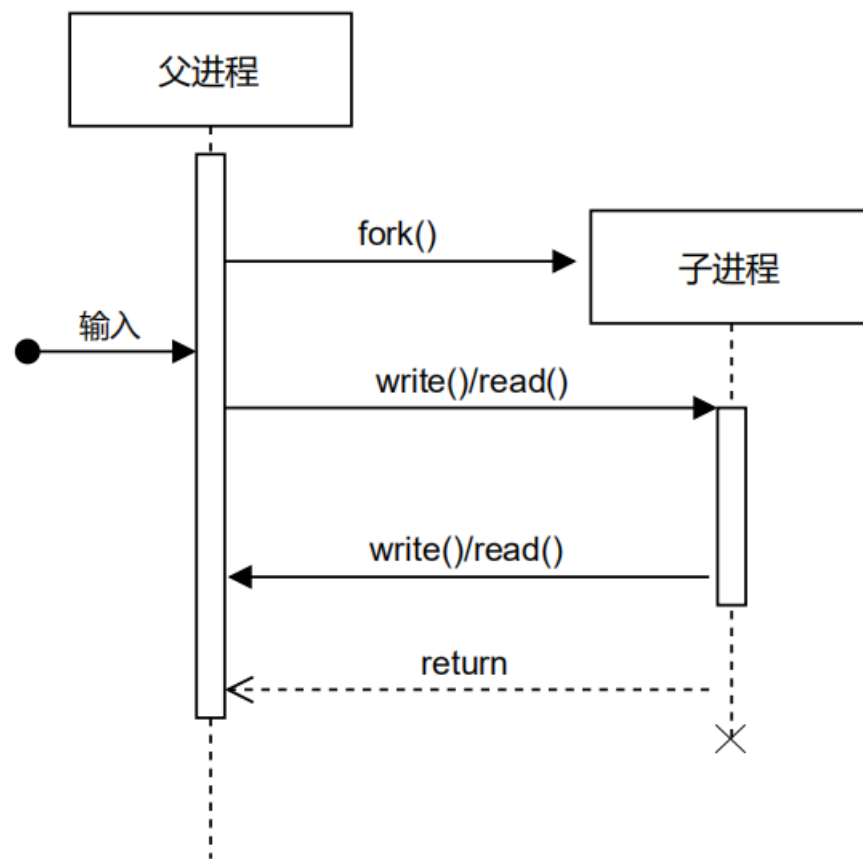 父进程
fork()
子进程
输入
write()/read()
write()/read()
return